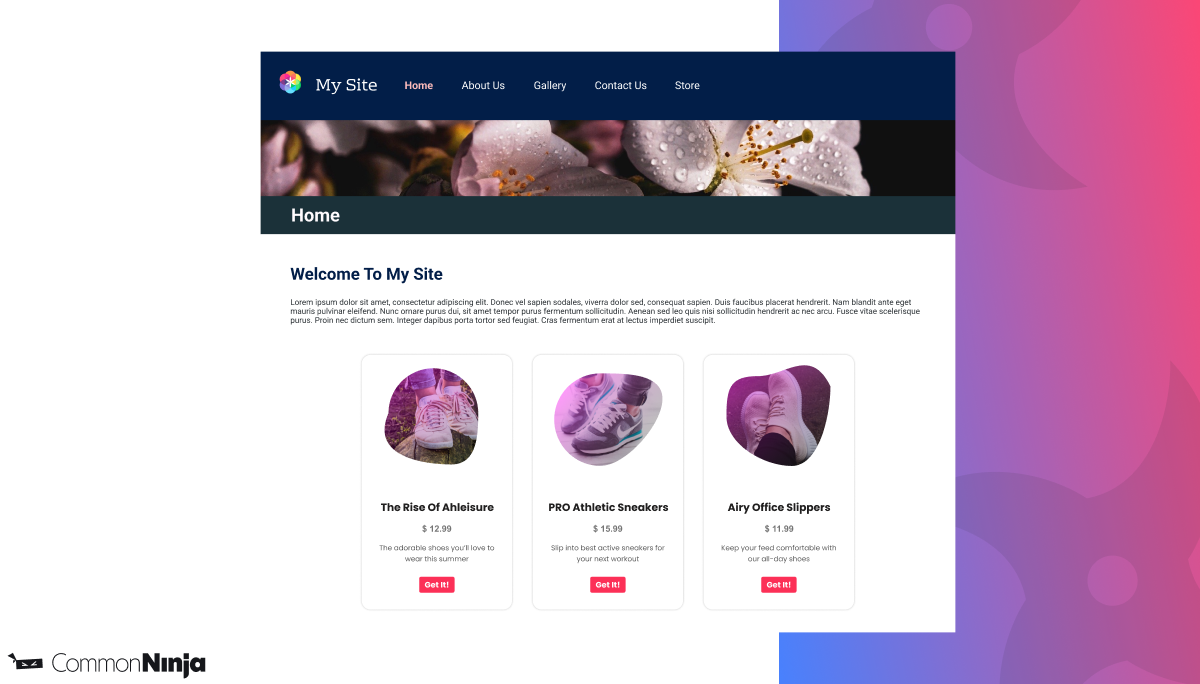 My Site
Home
About Us
Gallery
Contact Us
Store
Home
Welcome To My Site
Lorem ipsum dolor sit amet, consectetur adipiscing elit. Donec vel sapien sodales, viverra dolor sed, consequat sapien. Duis faucibus placerat hendrerit. Nam blandit ante eget
mauris pulvinar eleifend. Nunc ornare purus dui, sit amet tempor purus fermentum sollicitudin. Aenean sed leo quis nisi sollicitudin hendrerit ac nec arcu. Fusce vitae scelerisque
purus. Proin nec dictum sem. Integer dapibus porta tortor sed feugiat. Cras fermentum erat at lectus imperdiet suscipit.
The Rise Of Ahleisure
$ 12.99
The adorable shoes you'll love to
wear this summer
Get It!
PRO Athletic Sneakers
$ 15.99
Slip into best active sneakers for
your next workout
Get It!
Airy Office Slippers
$ 11.99
Keep your feed comfortable with
our all-day shoes
Get It!
CommonNinja